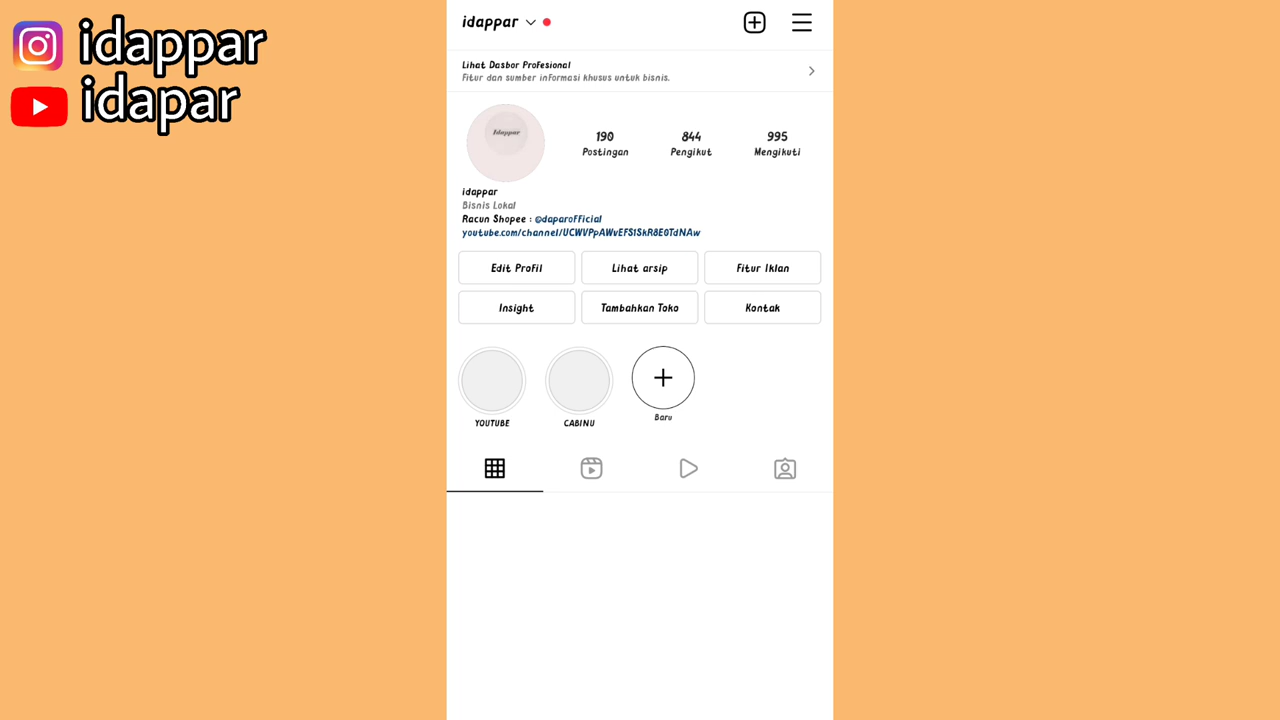 idappar
idapar
idappar
Lihat Dasbor Profesional
Fitur dan sumber informasi khusus untuk bisnis.
Idappar
190 844 995
Postingan Pengikut Mengikuti
idappar
Bisnis Lokal
Racun Shopee : @daparofficial
youtube.com/channel/UCWVPpAWvEFS1SkR8E0TdNAw
Edit Profil Lihat arsip Fitur Iklan
Insight Tambahkan Toko Kontak
YOUTUBE CABINU Baru